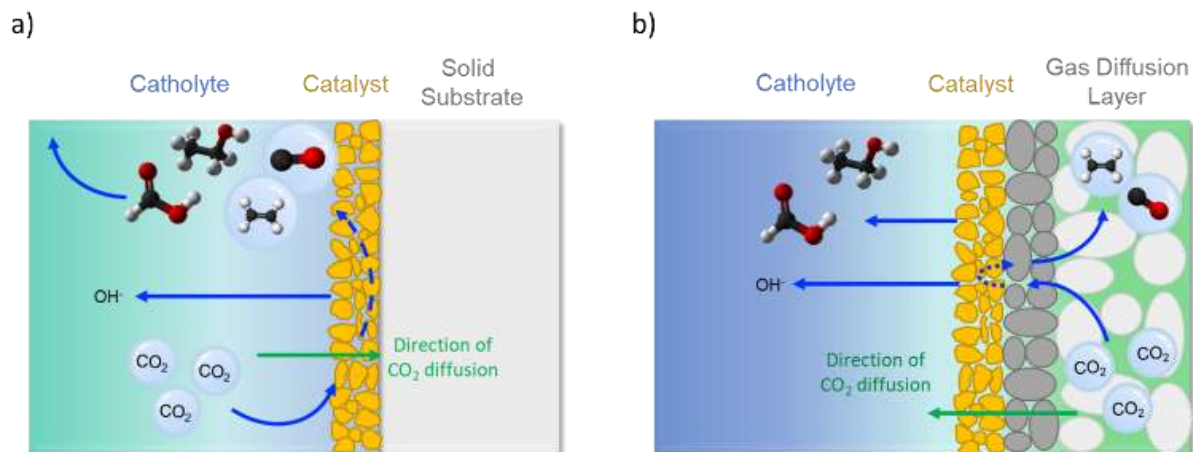 a)
Catholyte
Catalyst
Solid
Substrate
OH-
CO2
CO2
CO2
Direction of
CO2 diffusion
b)
Catholyte
Catalyst
Gas Diffusion
Layer
OH-
Direction of
CO2 diffusion
CO2
CO2
CO2